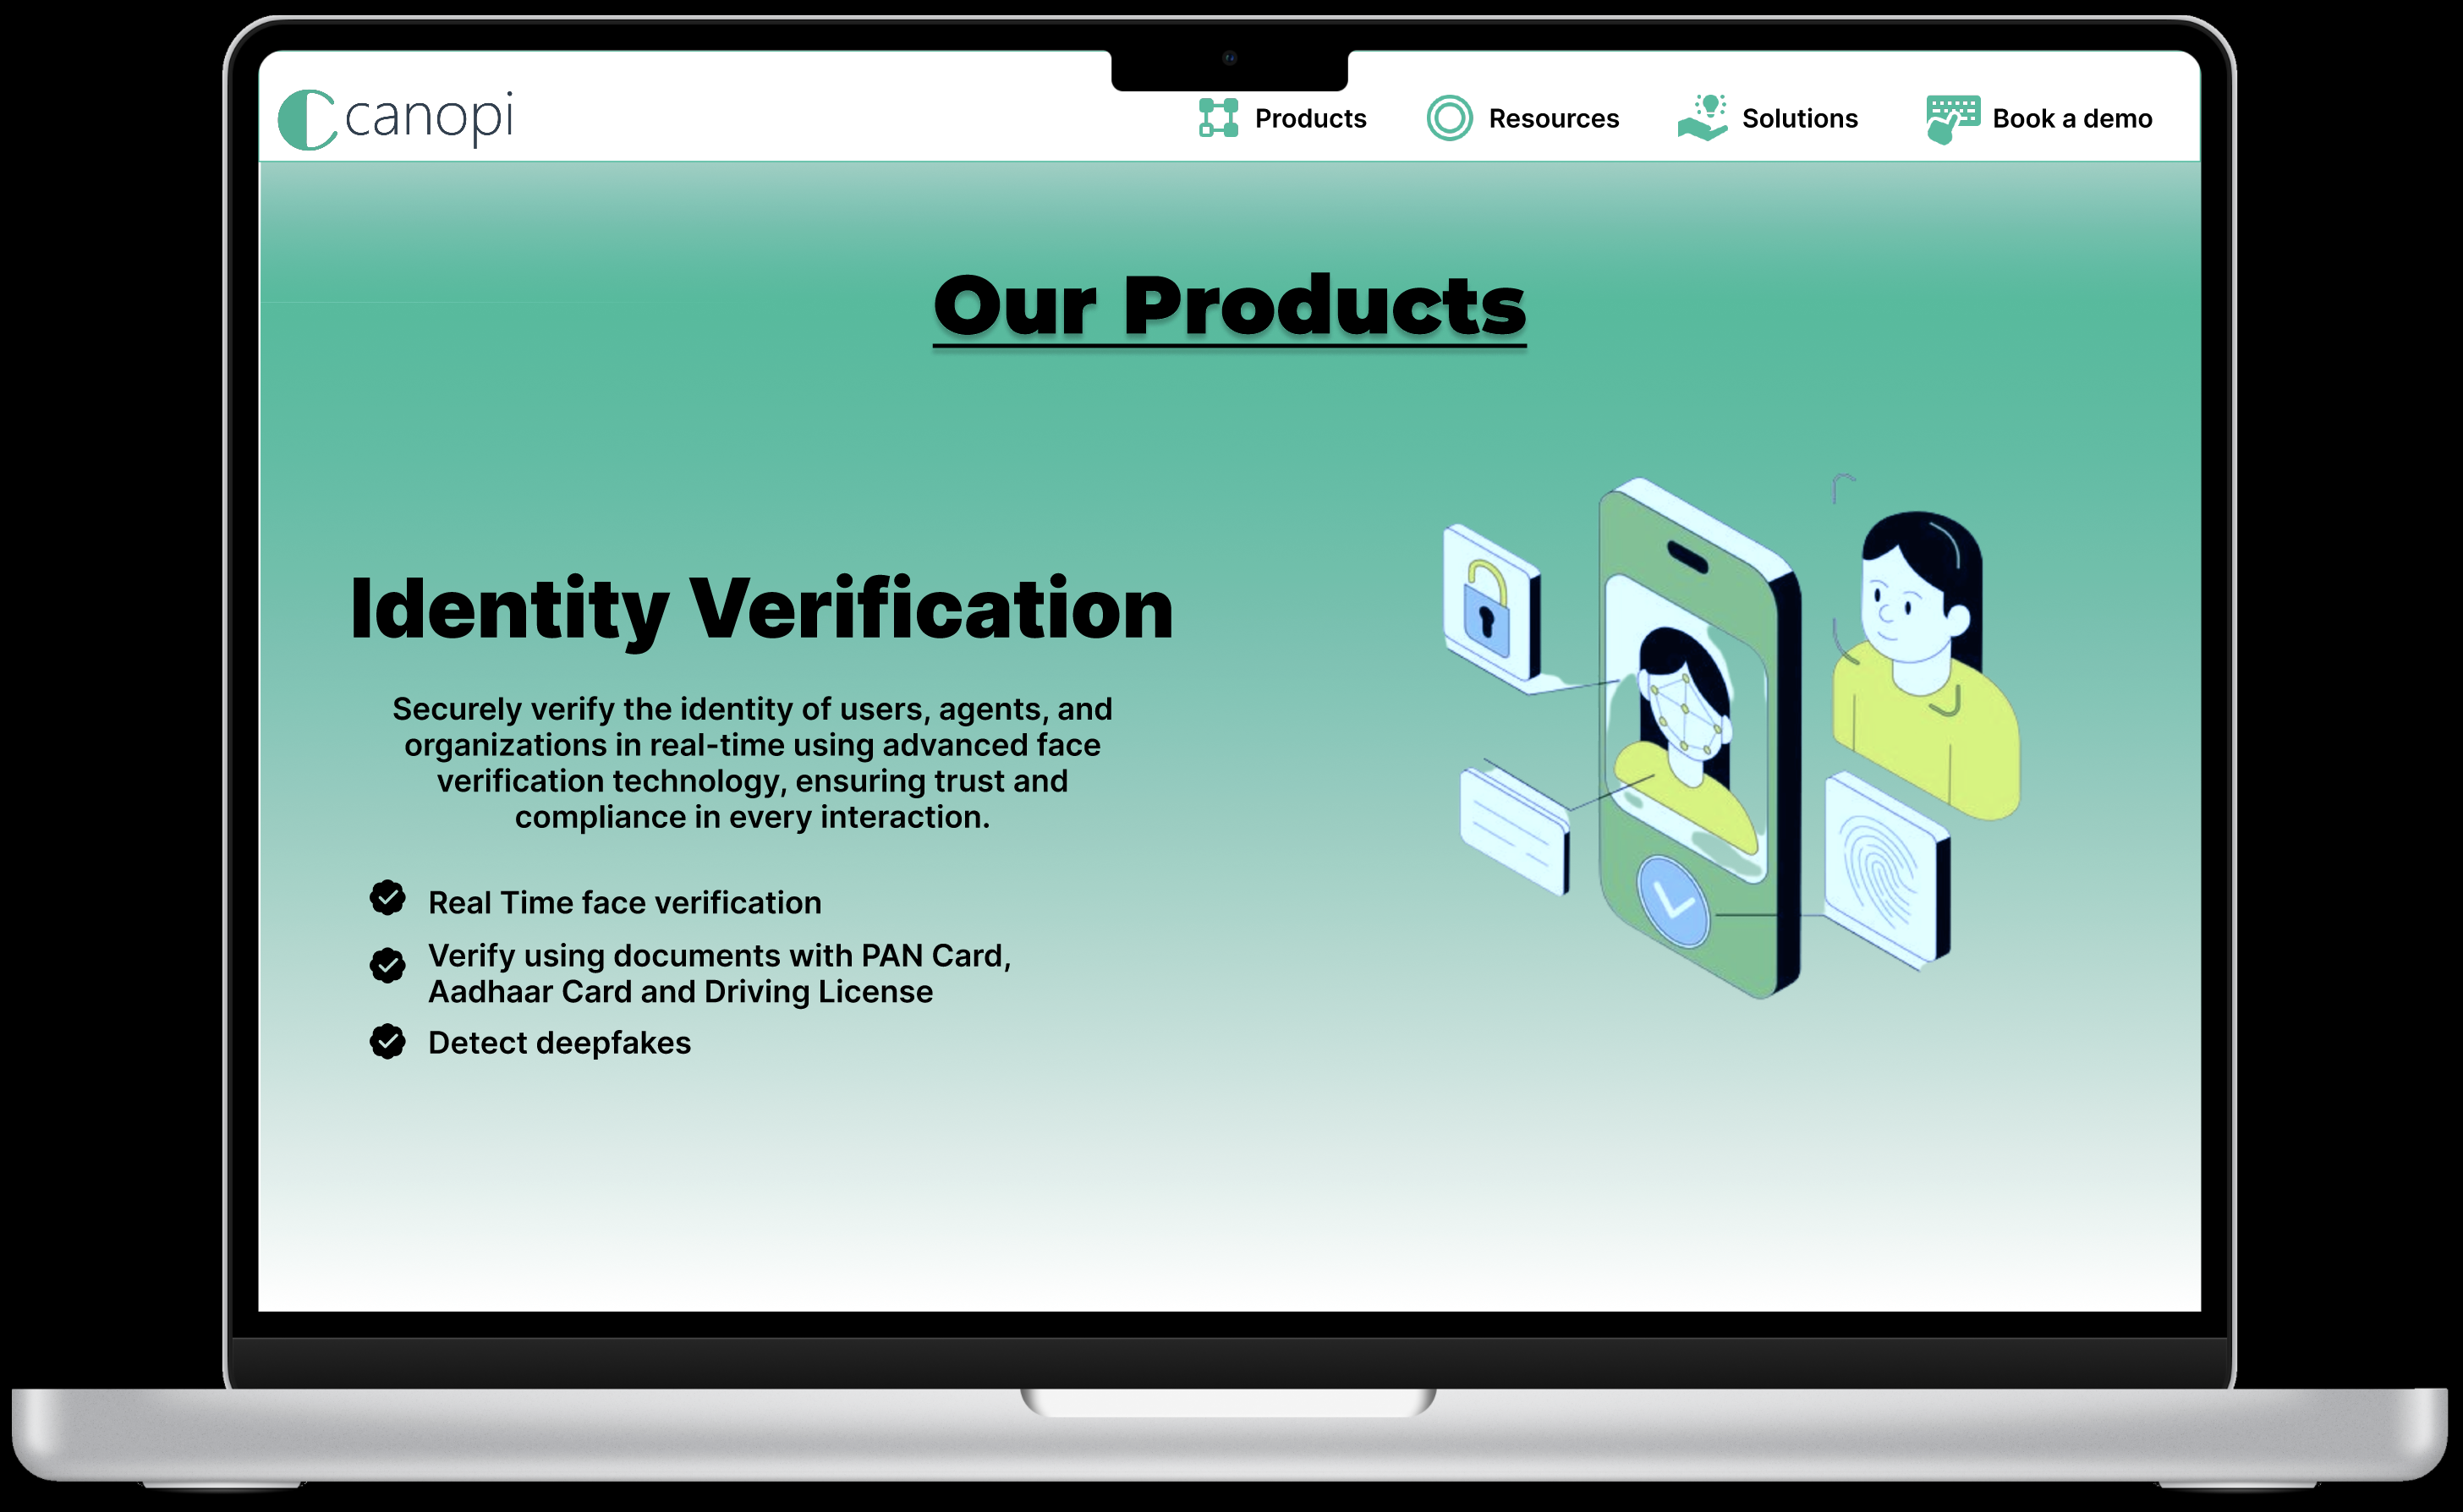 canopi
Products
Resources
Solutions
Book a demo
Our Products
Identity Verification
Securely verify the identity of users, agents, and
organizations in real-time using advanced face
verification technology, ensuring trust and
compliance in every interaction.
Real Time face verification
Verify using documents with PAN Card,
Aadhaar Card and Driving License
Detect deepfakes